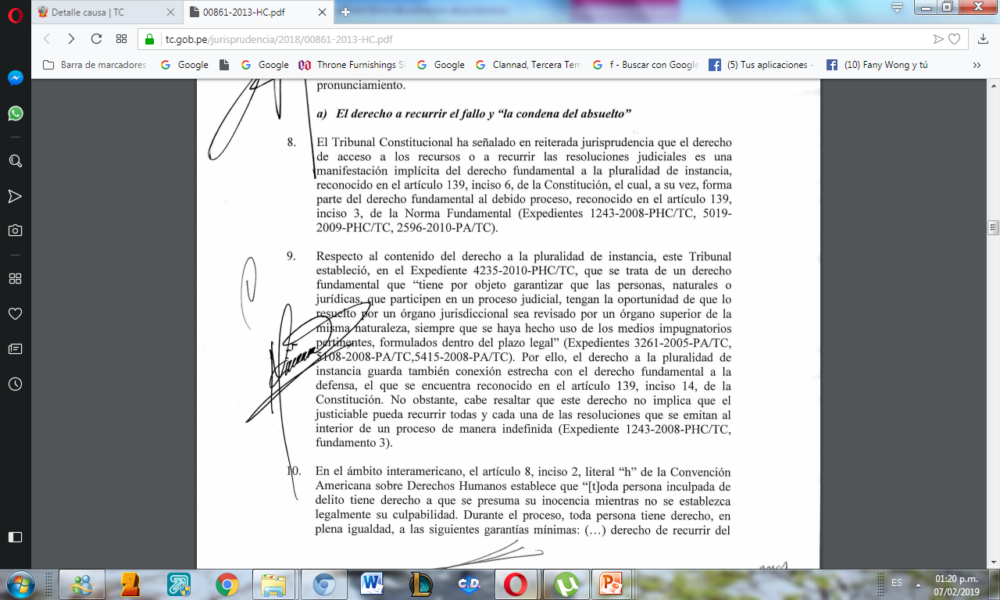 Detalle causa | TC
00861-2013-HC.pdf
tc.gob.pe/jurisprudencia/2018/00861-2013-HC.pdf
Barra de marcadores
Google
Google
Throne Furnishings S
Google
Clannad, Tercera Tem
f - Buscar con Google
(5) Tus aplicaciones -
(10) Fany Wong y tú
pronunciamiento.
a) El derecho a recurrir el fallo y “la condena del absuelto”
8. El Tribunal Constitucional ha señalado en reiterada jurisprudencia que el derecho
de acceso a los recursos o a recurrir las resoluciones judiciales es una
manifestación implícita del derecho fundamental a la pluralidad de instancia,
reconocido en el artículo 139, inciso 6, de la Constitución, el cual, a su vez, forma
parte del derecho fundamental al debido proceso, reconocido en el artículo 139,
inciso 3, de la Norma Fundamental (Expedientes 1243-2008-PHC/TC, 5019-
2009-PHC/TC, 2596-2010-PA/TC).
9. Respecto al contenido del derecho a la pluralidad de instancia, este Tribunal
estableció, en el Expediente 4235-2010-PHC/TC, que se trata de un derecho
fundamental que “tiene por objeto garantizar que las personas, naturales o
jurídicas, que participen en un proceso judicial, tengan la oportunidad de que lo
resuelto por un órgano jurisdiccional sea revisado por un órgano superior de la
misma naturaleza, siempre que se haya hecho uso de los medios impugnatorios
pertinentes, formulados dentro del plazo legal” (Expedientes 3261-2005-PA/TC,
5108-2008-PA/TC,5415-2008-PA/TC). Por ello, el derecho a la pluralidad de
instancia guarda también conexión estrecha con el derecho fundamental a la
defensa, el que se encuentra reconocido en el artículo 139, inciso 14, de la
Constitución. No obstante, cabe resaltar que este derecho no implica que el
justiciable pueda recurrir todas y cada una de las resoluciones que se emitan al
interior de un proceso de manera indefinida (Expediente 1243-2008-PHC/TC,
fundamento 3).
10. En el ámbito interamericano, el artículo 8, inciso 2, literal “h” de la Convención
Americana sobre Derechos Humanos establece que “[t]oda persona inculpada de
delito tiene derecho a que se presuma su inocencia mientras no se establezca
legalmente su culpabilidad. Durante el proceso, toda persona tiene derecho, en
plena igualdad, a las siguientes garantías mínimas: (…) derecho de recurrir del
C.D.
ES
01:20 p.m.
07/02/2019